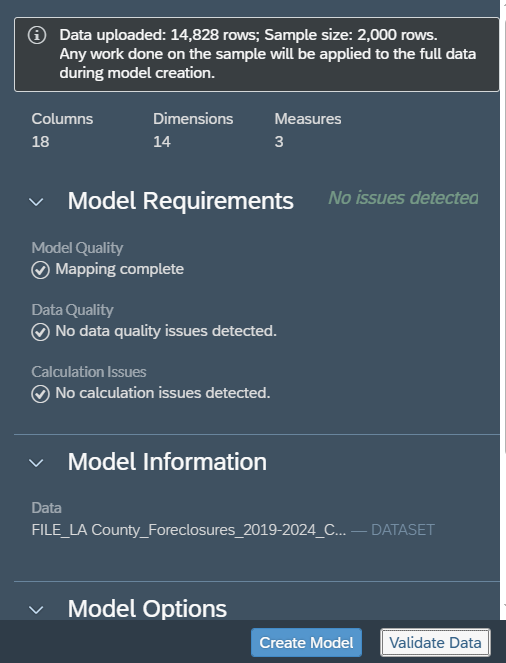 Data uploaded: 14,828 rows; Sample size: 2,000 rows.
Any work done on the sample will be applied to the full data
during model creation.
Columns Dimensions Measures
18 14 3
Model Requirements No issues detected
Model Quality
Mapping complete
Data Quality
No data quality issues detected.
Calculation Issues
No calculation issues detected.
Model Information
Data
FILE_LA County_Foreclosures_2019-2024_C... — DATASET
Model Options
Create Model Validate Data